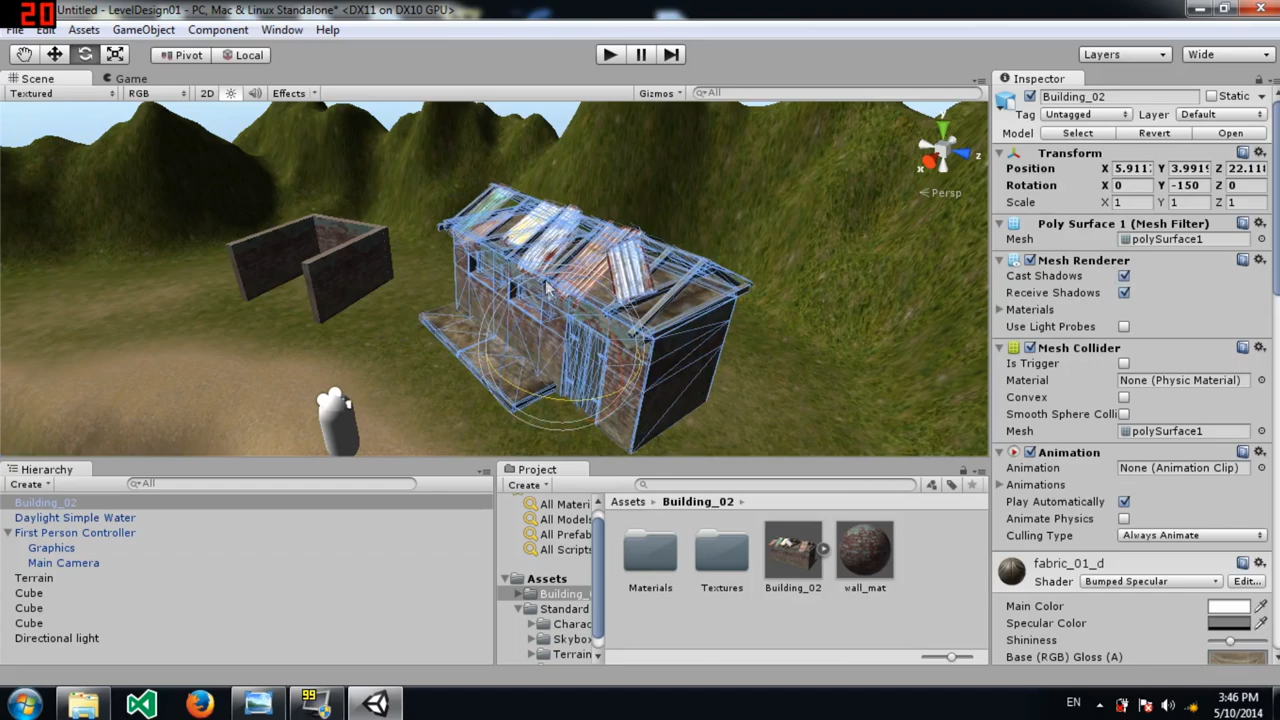 20
Untitled - LevelDesign01 - PC, Mac & Linux Standalone* <DX11 on DX10 GPU>
File Edit Assets GameObject Component Window Help
Pivot Local Layers Wide
Scene Game Inspector
Textured RGB 2D Effects Gizmos All
Building_02 Static
Tag Untagged Layer Default
Model Select Revert Open
Transform
Position X 5.911 Y 3.991 Z 22.11
Rotation X 0 Y -150 Z 0
Scale X 1 Y 1 Z 1
Poly Surface 1 (Mesh Filter)
Mesh polySurface1
Mesh Renderer
Cast Shadows
Receive Shadows
Materials
Use Light Probes
Mesh Collider
Is Trigger
Material None (Physic Material)
Convex
Smooth Sphere Colli
Mesh polySurface1
Animation
Animation None (Animation Clip)
Animations
Play Automatically
Animate Physics
Culling Type Always Animate
fabric_01_d
Shader Bumped Specular Edit...
Main Color
Specular Color
Shininess
Base (RGB) Gloss (A)
y
x
z
Persp
Hierarchy
Create All
Building_02
Daylight Simple Water
First Person Controller
Graphics
Main Camera
Terrain
Cube
Cube
Cube
Directional light
Project
Create
All Materi
All Models
All Prefab
All Scripts
Assets
Building_
Standard
Charac
Skybo
Terrain
Assets Building_02
Materials Textures Building_02 wall_mat
99
EN
3:46 PM
5/10/2014